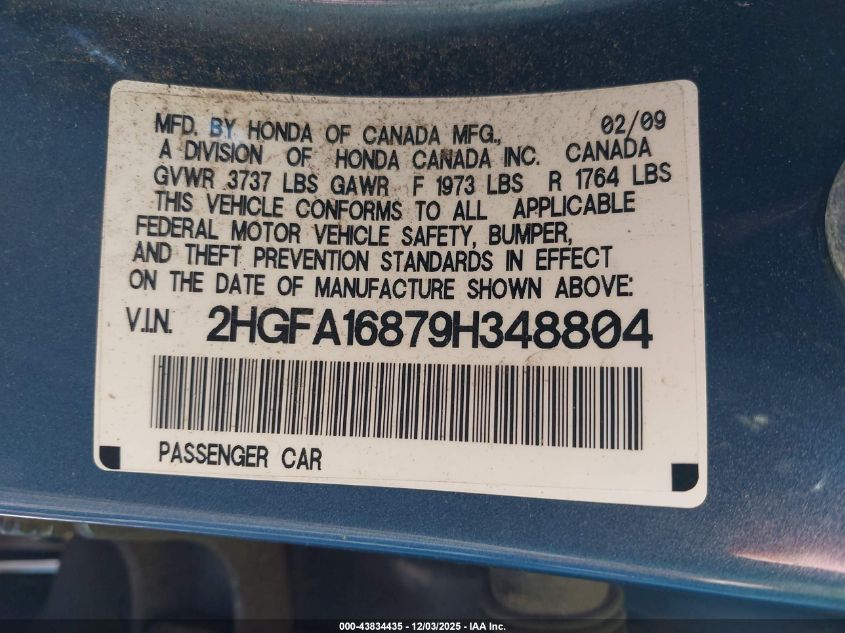 MFD. BY HONDA OF CANADA MFG., 02/09
A DIVISION OF HONDA CANADA INC. CANADA
GVWR 3737 LBS GAWR F 1973 LBS R 1764 LBS
THIS VEHICLE CONFORMS TO ALL APPLICABLE
FEDERAL MOTOR VEHICLE SAFETY, BUMPER,
AND THEFT PREVENTION STANDARDS IN EFFECT
ON THE DATE OF MANUFACTURE SHOWN ABOVE:
V.I.N. 2HGFA16879H348804
PASSENGER CAR
000-43834435 - 12/03/2025 - IAA Inc.